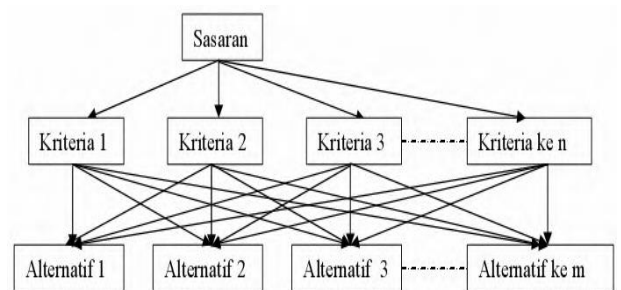 Sasaran
Kriteria 1
Kriteria 2
Kriteria 3
Kriteria ke n
Alternatif 1
Alternatif 2
Alternatif 3
Alternatif ke m